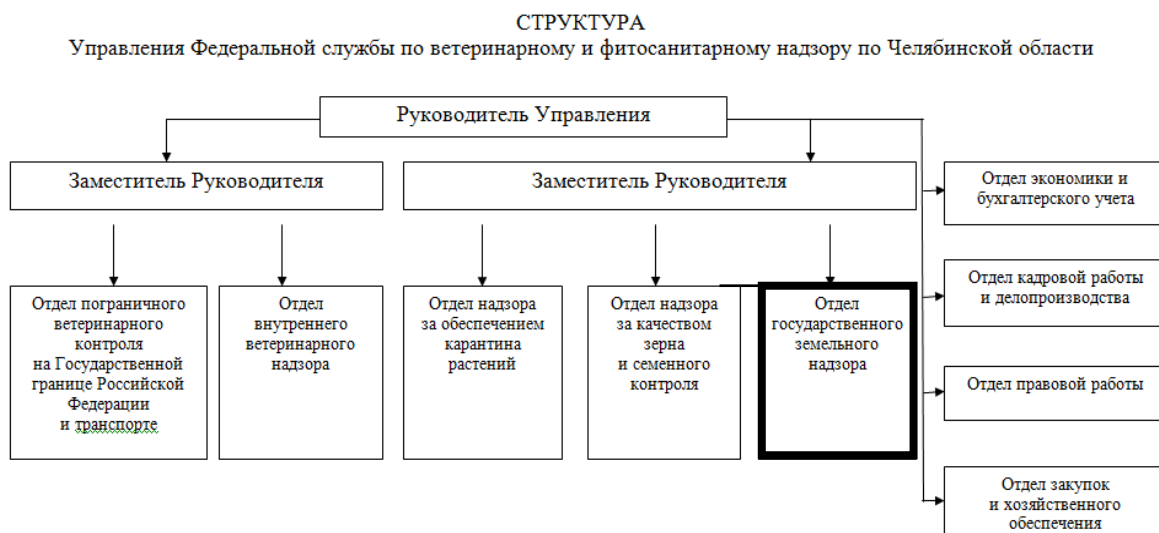 СТРУКТУРА
Управления Федеральной службы по ветеринарному и фитосанитарному надзору по Челябинской области
Руководитель Управления
Заместитель Руководителя
Заместитель Руководителя
Отдел пограничного
ветеринарного
контроля
на Государственной
границе Российской
Федерации
и транспорте
Отдел
внутреннего
ветеринарного
надзора
Отдел надзора
за обеспечением
карантина
растений
Отдел надзора
за качеством
зерна
и семенного
контроля
Отдел
государственного
земельного
надзора
Отдел экономики и
бухгалтерского учета
Отдел кадровой работы
и делопроизводства
Отдел правовой работы
Отдел закупок
и хозяйственного
обеспечения